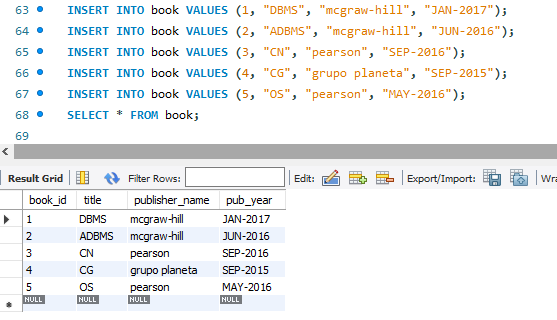 63 INSERT INTO book VALUES (1, "DBMS", "mcgraw-hill", "JAN-2017");
64 INSERT INTO book VALUES (2, "ADBMS", "mcgraw-hill", "JUN-2016");
65 INSERT INTO book VALUES (3, "CN", "pearson", "SEP-2016");
66 INSERT INTO book VALUES (4, "CG", "grupo planeta", "SEP-2015");
67 INSERT INTO book VALUES (5, "OS", "pearson", "MAY-2016");
68 SELECT * FROM book;
69
Result Grid Filter Rows: Edit: Export/Import: Wra
book_id title publisher_name pub_year
1 DBMS mcgraw-hill JAN-2017
2 ADBMS mcgraw-hill JUN-2016
3 CN pearson SEP-2016
4 CG grupo planeta SEP-2015
5 OS pearson MAY-2016
NULL NULL NULL NULL